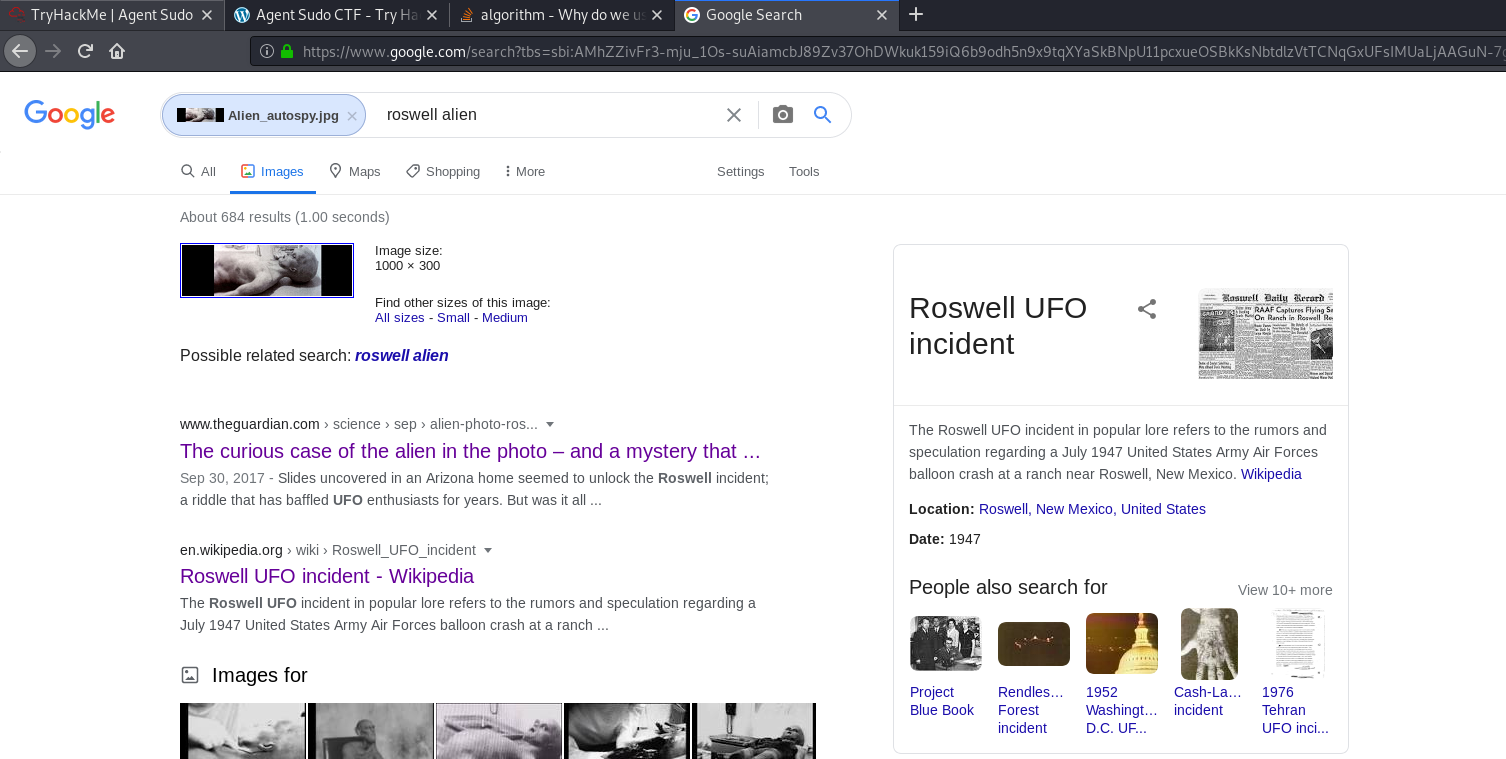 TryHackMe | Agent Sudo
Agent Sudo CTF - Try Ha
algorithm - Why do we us
Google Search
https://www.google.com/search?tbs=sbi:AMhZZivFr3-mju_1Os-suAiamcbJ89Zv37OhDWkuk159iQ6b9odh5n9x9tqXYaSkBNpU11pcxueOSBkKsNbtdlzVtTCNqGxUFsIMUaLjAAGuN-7
Google
Alien_autospy.jpg
roswell alien
All
Images
Maps
Shopping
More
Settings
Tools
About 684 results (1.00 seconds)
Image size:
1000 × 300
Find other sizes of this image:
All sizes - Small - Medium
Possible related search: roswell alien
www.theguardian.com › science › sep › alien-photo-ros...
The curious case of the alien in the photo – and a mystery that ...
Sep 30, 2017 - Slides uncovered in an Arizona home seemed to unlock the Roswell incident;
a riddle that has baffled UFO enthusiasts for years. But was it all ...
en.wikipedia.org › wiki › Roswell_UFO_incident
Roswell UFO incident - Wikipedia
The Roswell UFO incident in popular lore refers to the rumors and speculation regarding a
July 1947 United States Army Air Forces balloon crash at a ranch ...
Images for
Roswell UFO
incident
Roswell Daily Record
RAAF Captures Flying Sa
On Ranch in Roswell Re
The Roswell UFO incident in popular lore refers to the rumors and
speculation regarding a July 1947 United States Army Air Forces
balloon crash at a ranch near Roswell, New Mexico. Wikipedia
Location: Roswell, New Mexico, United States
Date: 1947
People also search for
View 10+ more
Project
Blue Book
Rendles...
Forest
incident
1952
Washingt...
D.C. UF...
Cash-La...
incident
1976
Tehran
UFO inci...